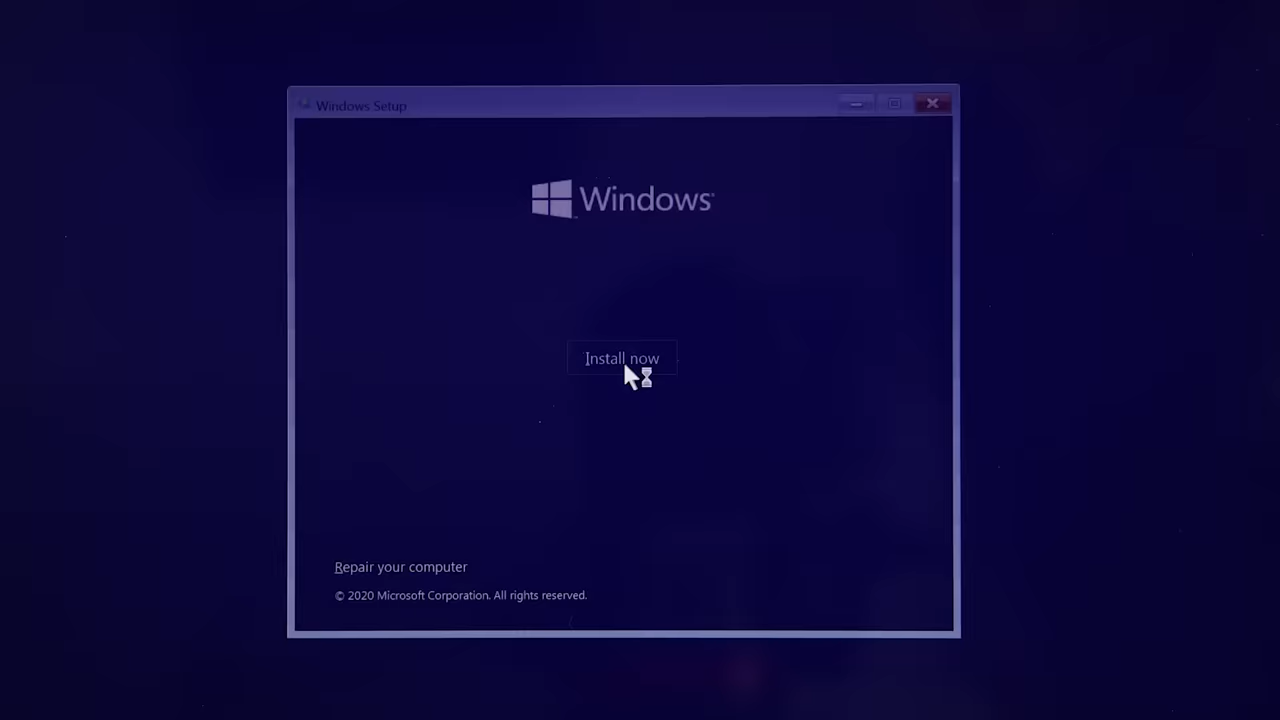 Windows Setup
Windows
Install now
Repair your computer
© 2020 Microsoft Corporation. All rights reserved.